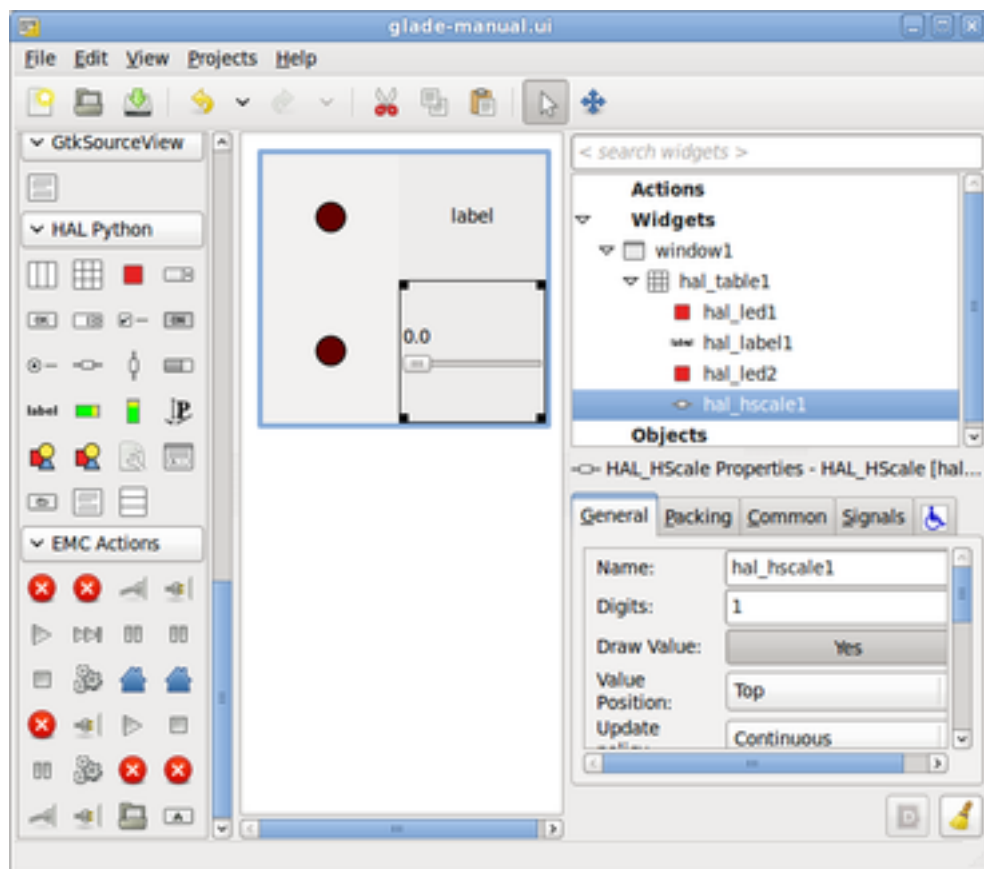 glade-manual.ui
File Edit View Projects Help
GtkSourceView
HAL Python
label
EMC Actions
label
0.0
< search widgets >
Actions
Widgets
window1
hal_table1
hal_led1
hal_label1
hal_led2
hal_hscale1
Objects
HAL_HScale Properties - HAL_HScale [hal...
General Packing Common Signals
Name: hal_hscale1
Digits: 1
Draw Value: Yes
Value
Position: Top
Update
Continuous